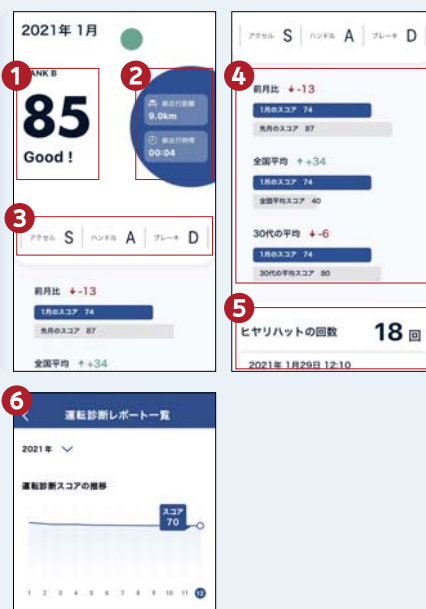 2021年 1月
1
RANK B
85
Good !
2
総走行距離
9.0km
総走行時間
00:04
3
アクセル S ハンドル A ブレーキ D
前月比 -13
1月のスコア 74
先月のスコア 87
全国平均 +34
アクセル S ハンドル A ブレーキ D
4
前月比 -13
1月のスコア 74
先月のスコア 87
全国平均 +34
1月のスコア 74
全国平均スコア 40
30代の平均 -6
1月のスコア 74
30代の平均スコア 80
5
ヒヤリハットの回数 18 回
2021年 1月29日 12:10
6
運転診断レポート一覧
2021年
運転診断スコアの推移
スコア
70
1 2 3 4 5 6 7 8 9 10 11 12